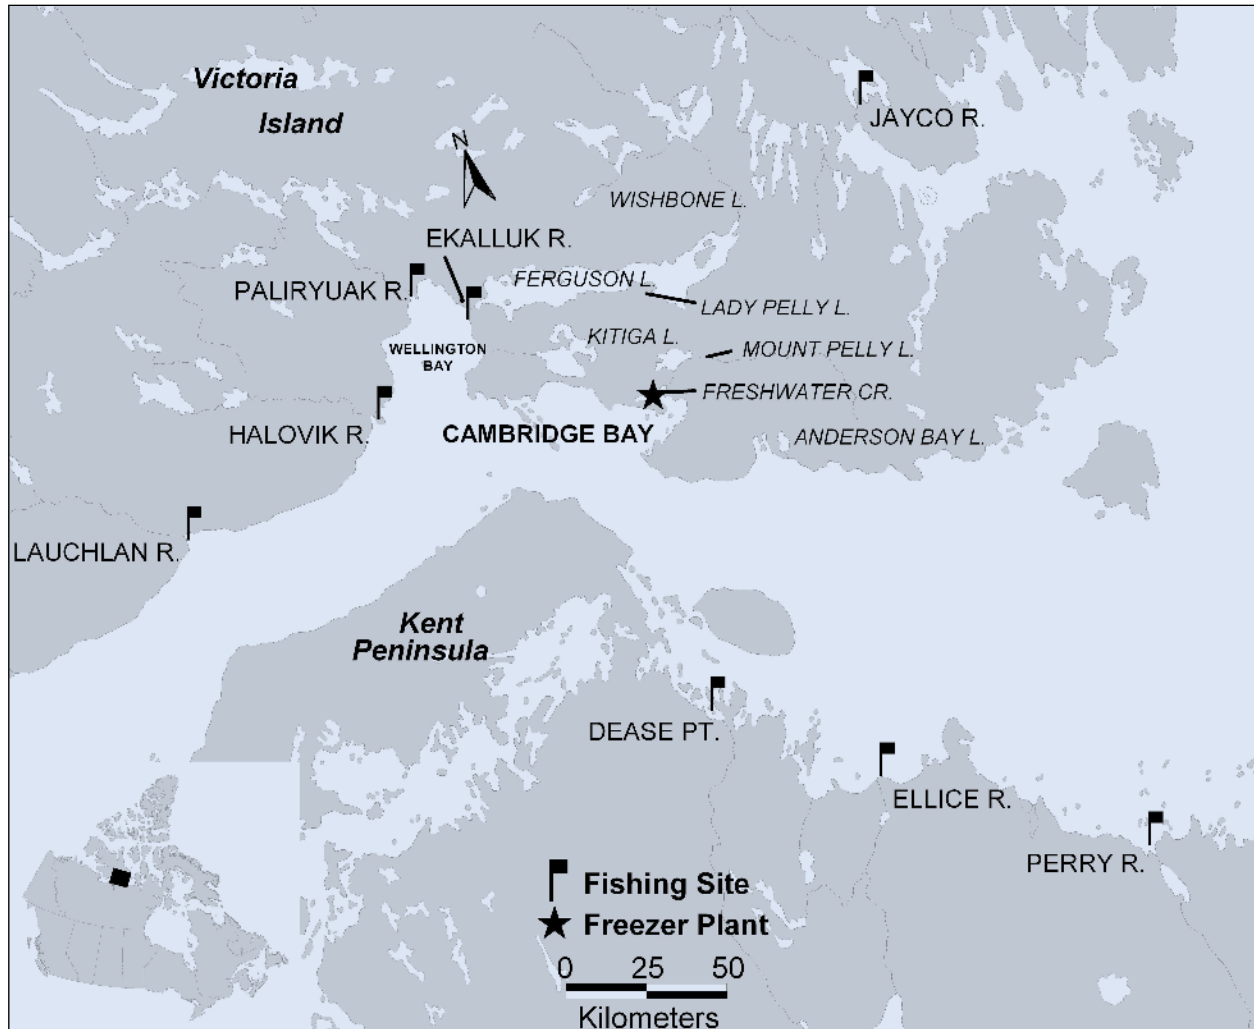 Victoria
Island
JAYCO R.
N
WISHBONE L.
EKALLUK R.
FERGUSON L.
PALIRYUAK R.
LADY PELLY L.
KITIGA L.
WELLINGTON
BAY
MOUNT PELLY L.
FRESHWATER CR.
HALOVIK R.
CAMBRIDGE BAY
ANDERSON BAY L.
LAUCHLAN R.
Kent
Peninsula
DEASE PT.
ELLICE R.
PERRY R.
Fishing Site
Freezer Plant
0 25 50
Kilometers